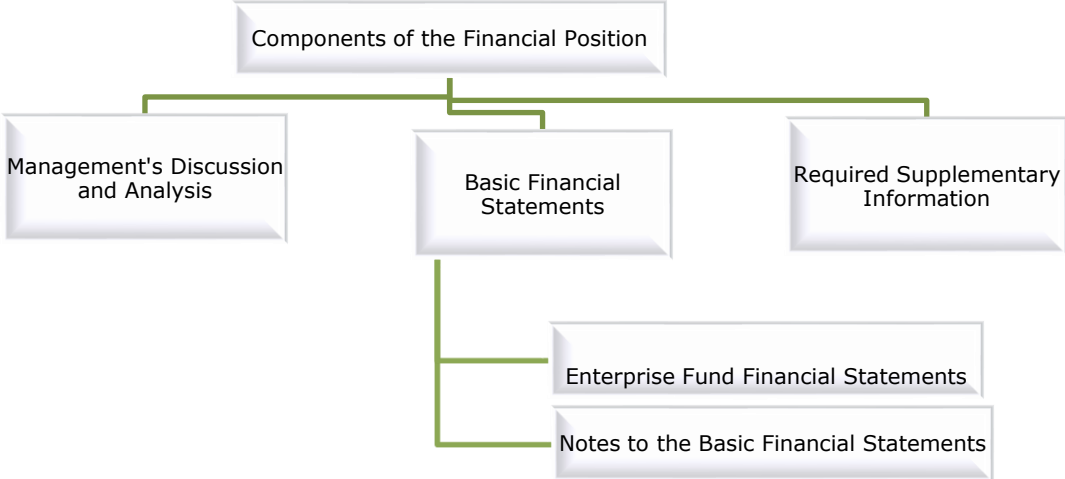 Components of the Financial Position
Management's Discussion
and Analysis
Basic Financial
Statements
Required Supplementary
Information
Enterprise Fund Financial Statements
Notes to the Basic Financial Statements